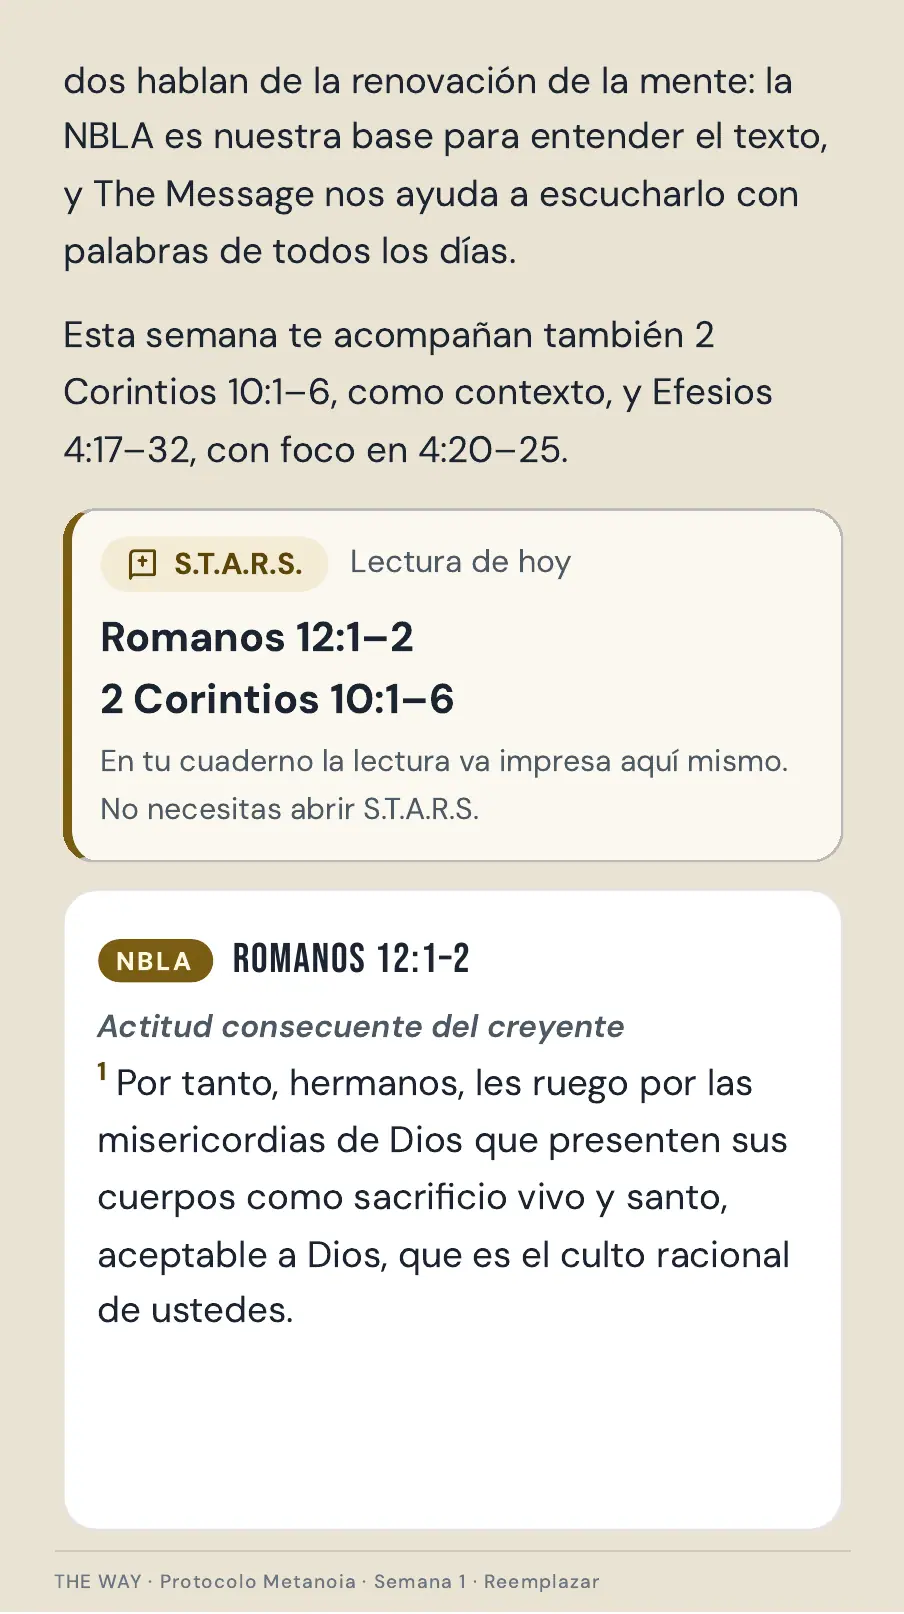 dos hablan de la renovación de la mente: la
NBLA es nuestra base para entender el texto,
y The Message nos ayuda a escucharlo con
palabras de todos los días.
Esta semana te acompañan también 2
Corintios 10:1–6, como contexto, y Efesios
4:17–32, con foco en 4:20–25.
S.T.A.R.S. Lectura de hoy
Romanos 12:1–2
2 Corintios 10:1–6
En tu cuaderno la lectura va impresa aquí mismo.
No necesitas abrir S.T.A.R.S.
NBLA ROMANOS 12:1–2
Actitud consecuente del creyente
1 Por tanto, hermanos, les ruego por las
misericordias de Dios que presenten sus
cuerpos como sacrificio vivo y santo,
aceptable a Dios, que es el culto racional
de ustedes.
THE WAY · Protocolo Metanoia · Semana 1 · Reemplazar